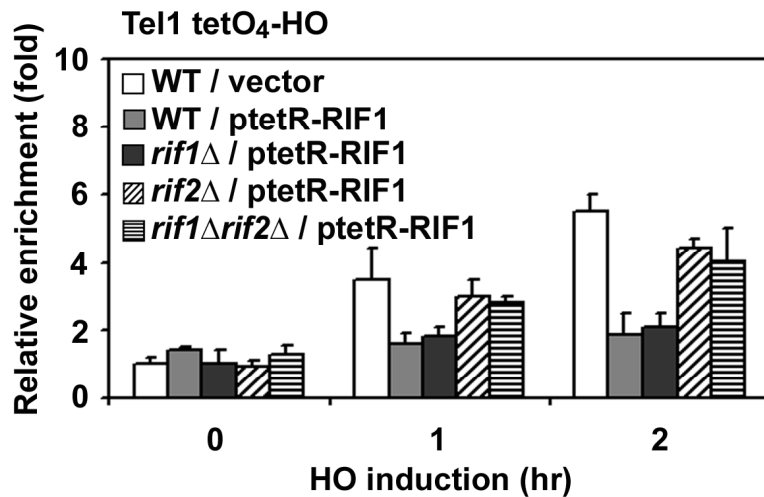 Tel1 tetO4-HO
Relative enrichment (fold)
10
8
6
4
2
0
WT / vector
WT / ptetR-RIF1
rif1Δ / ptetR-RIF1
rif2Δ / ptetR-RIF1
rif1Δrif2Δ / ptetR-RIF1
0 1 2
HO induction (hr)